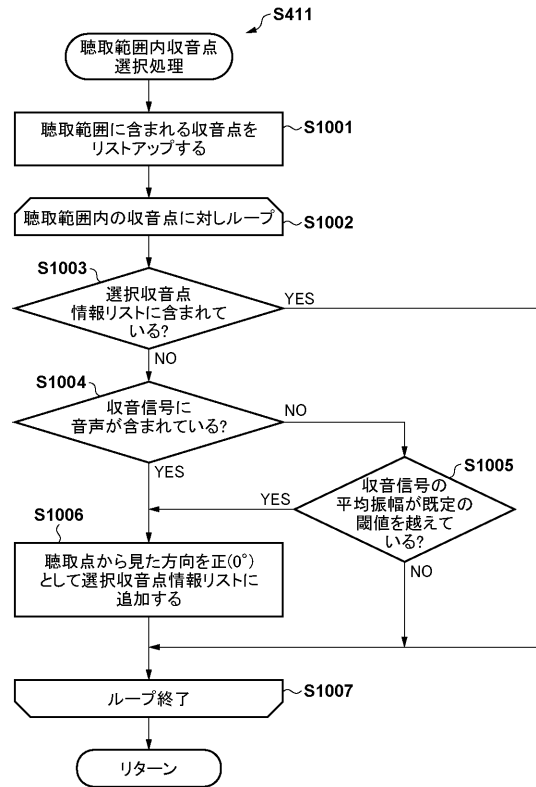 S411
聴取範囲内収音点
選択処理
聴取範囲に含まれる収音点を
リストアップする
S1001
聴取範囲内の収音点に対しループ
S1002
S1003
選択収音点
情報リストに含まれて
いる?
YES
NO
S1004
収音信号に
音声が含まれている?
NO
YES
S1005
収音信号の
平均振幅が既定の
閾値を越えて
いる?
YES
NO
S1006
聴取点から見た方向を正(0°)
として選択収音点情報リストに
追加する
ループ終了
S1007
リターン